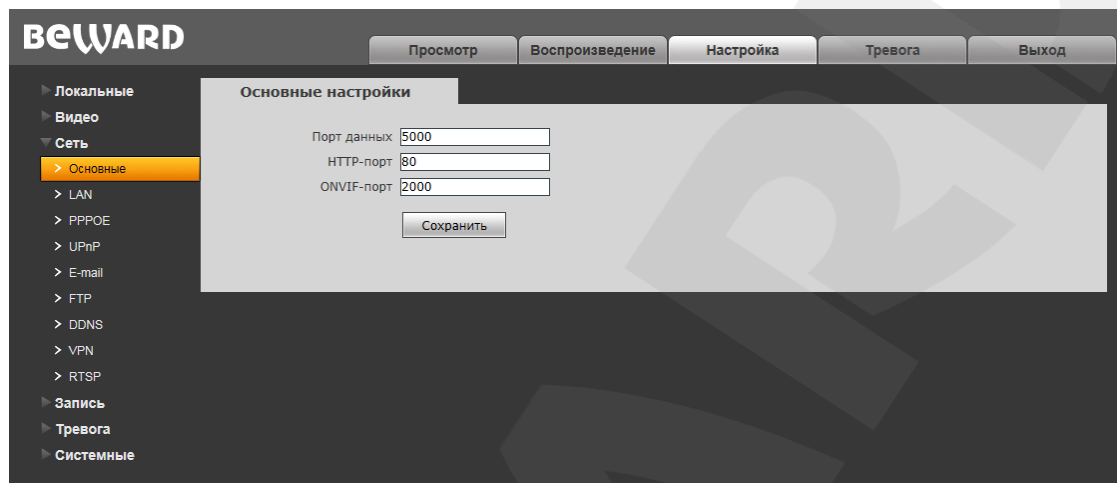 BEWARD
Просмотр Воспроизведение Настройка Тревога Выход
Локальные
Видео
Сеть
Основные
LAN
PPPOE
UPnP
E-mail
FTP
DDNS
VPN
RTSP
Запись
Тревога
Системные
Основные настройки
Порт данных 5000
HTTP-порт 80
ONVIF-порт 2000
Сохранить